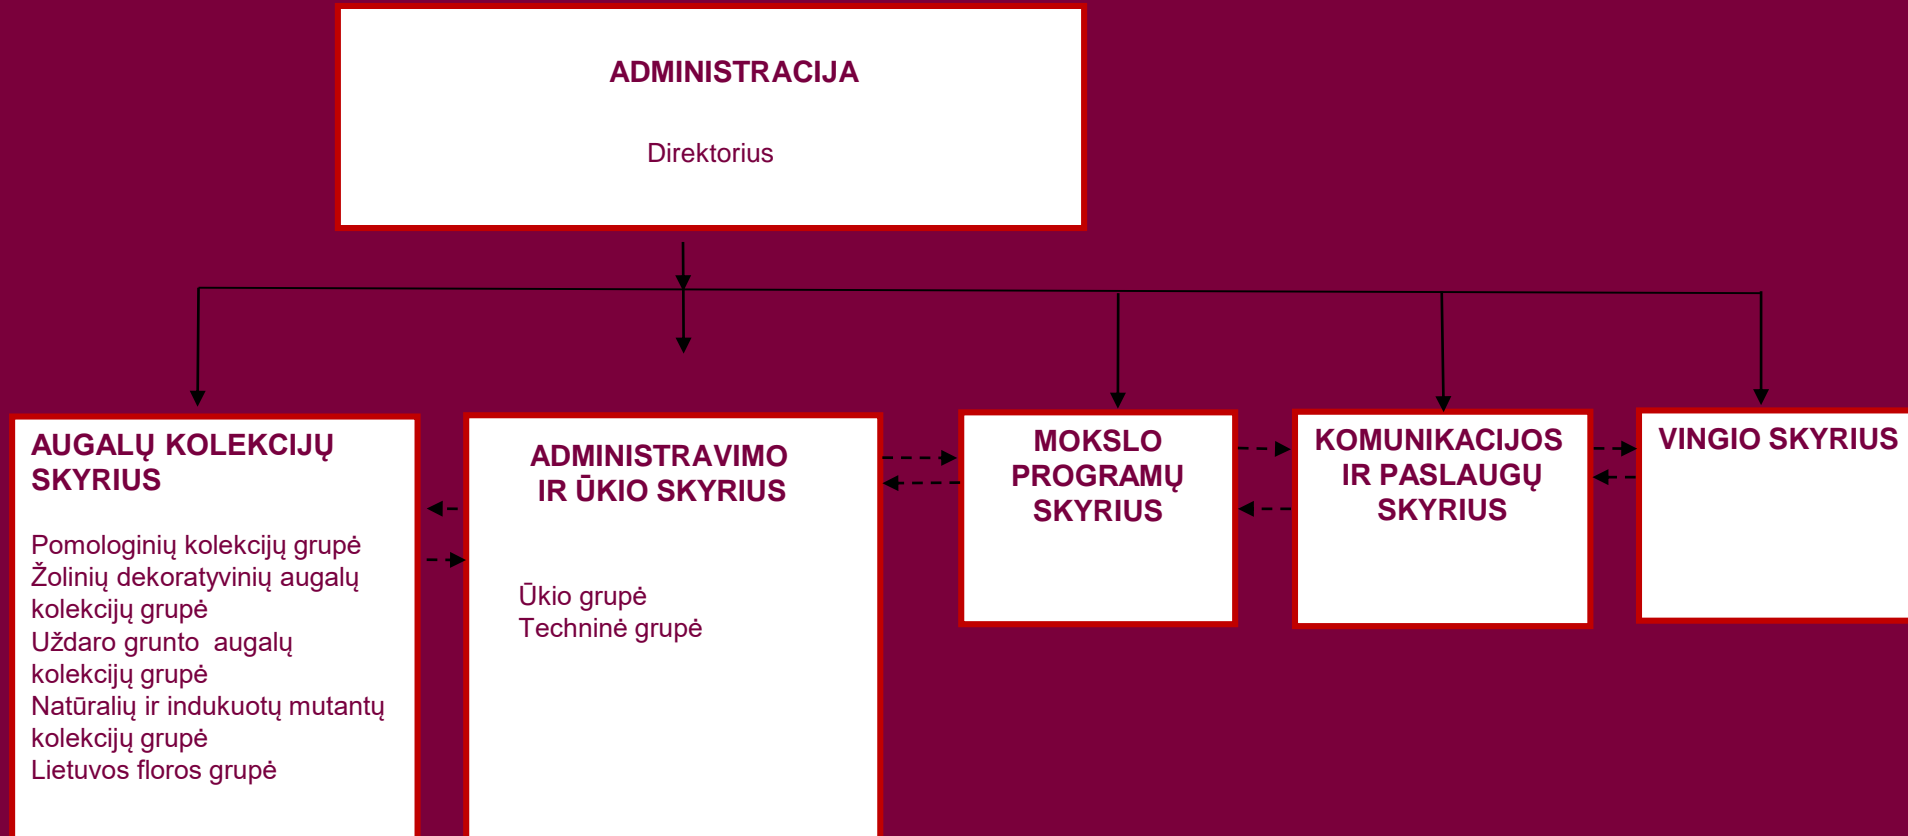 ADMINISTRACIJA
Direktorius
AUGALŲ KOLEKCIJŲ
SKYRIUS
Pomologinių kolekcijų grupė
Žolinių dekoratyvinių augalų
kolekcijų grupė
Uždaro grunto augalų
kolekcijų grupė
Natūralių ir indukuotų mutantų
kolekcijų grupė
Lietuvos floros grupė
ADMINISTRAVIMO
IR ŪKIO SKYRIUS
Ūkio grupė
Techninė grupė
MOKSLO
PROGRAMŲ
SKYRIUS
KOMUNIKACIJOS
IR PASLAUGŲ
SKYRIUS
VINGIO SKYRIUS